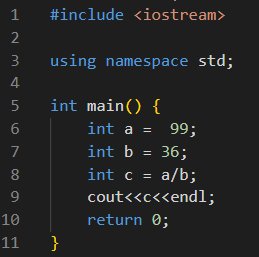 1 #include <iostream>
2
3 using namespace std;
4
5 int main() {
6     int a =  99;
7     int b = 36;
8     int c = a/b;
9     cout<<c<<endl;
10     return 0;
11 }